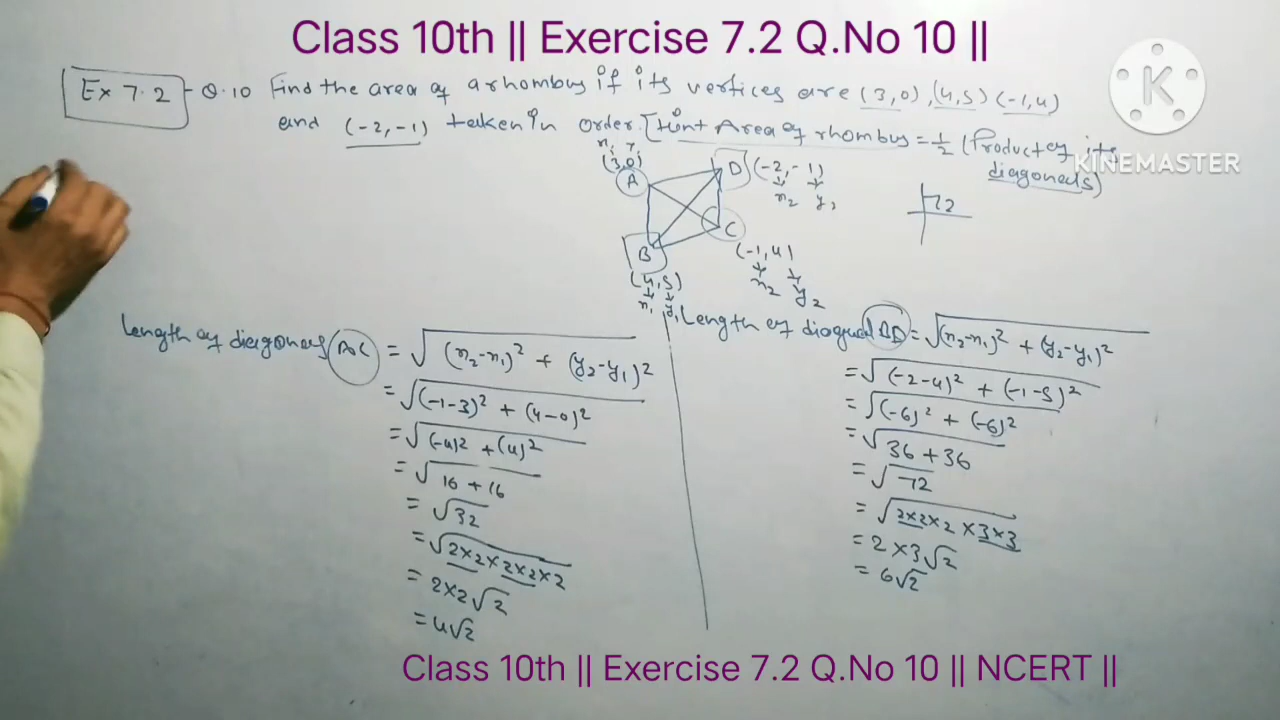 Class 10th || Exercise 7.2 Q.No 10 ||
Ex 7.2 - Q.10 Find the area of a rhombus if its vertices are (3,0), (4,5) (-1,4)
and (-2,-1) taken in order. [Hint Area of rhombus = 1/2 (Product of its
diagonals)
K
KINEMASTER
x₁ y₁
(3,0)
A
D (-2,-1)
x₂ y₂
72
B
C
(4,5)
x₁ y₁
(-1,4)
x₂ y₂
Length of diagonals AC = √(x₂-x₁)² + (y₂-y₁)²
= √(-1-3)² + (4-0)²
= √(-4)² + (4)²
= √16 + 16
= √32
= √2×2×2×2×2
= 2×2√2
= 4√2
Length of diagonal BD = √(x₂-x₁)² + (y₂-y₁)²
= √(-2-4)² + (-1-5)²
= √(-6)² + (-6)²
= √36 + 36
= √72
= √2×2×2×3×3
= 2×3√2
= 6√2
Class 10th || Exercise 7.2 Q.No 10 || NCERT ||